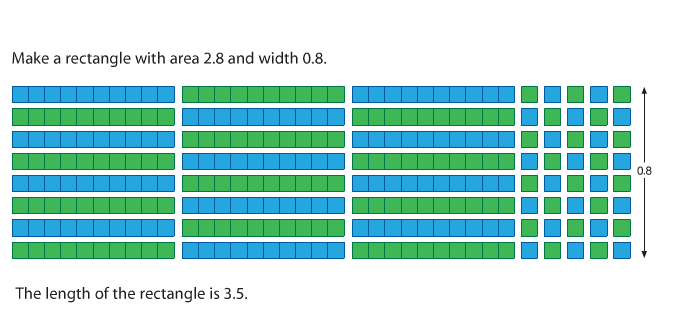 Make a rectangle with area 2.8 and width 0.8.
0.8
The length of the rectangle is 3.5.